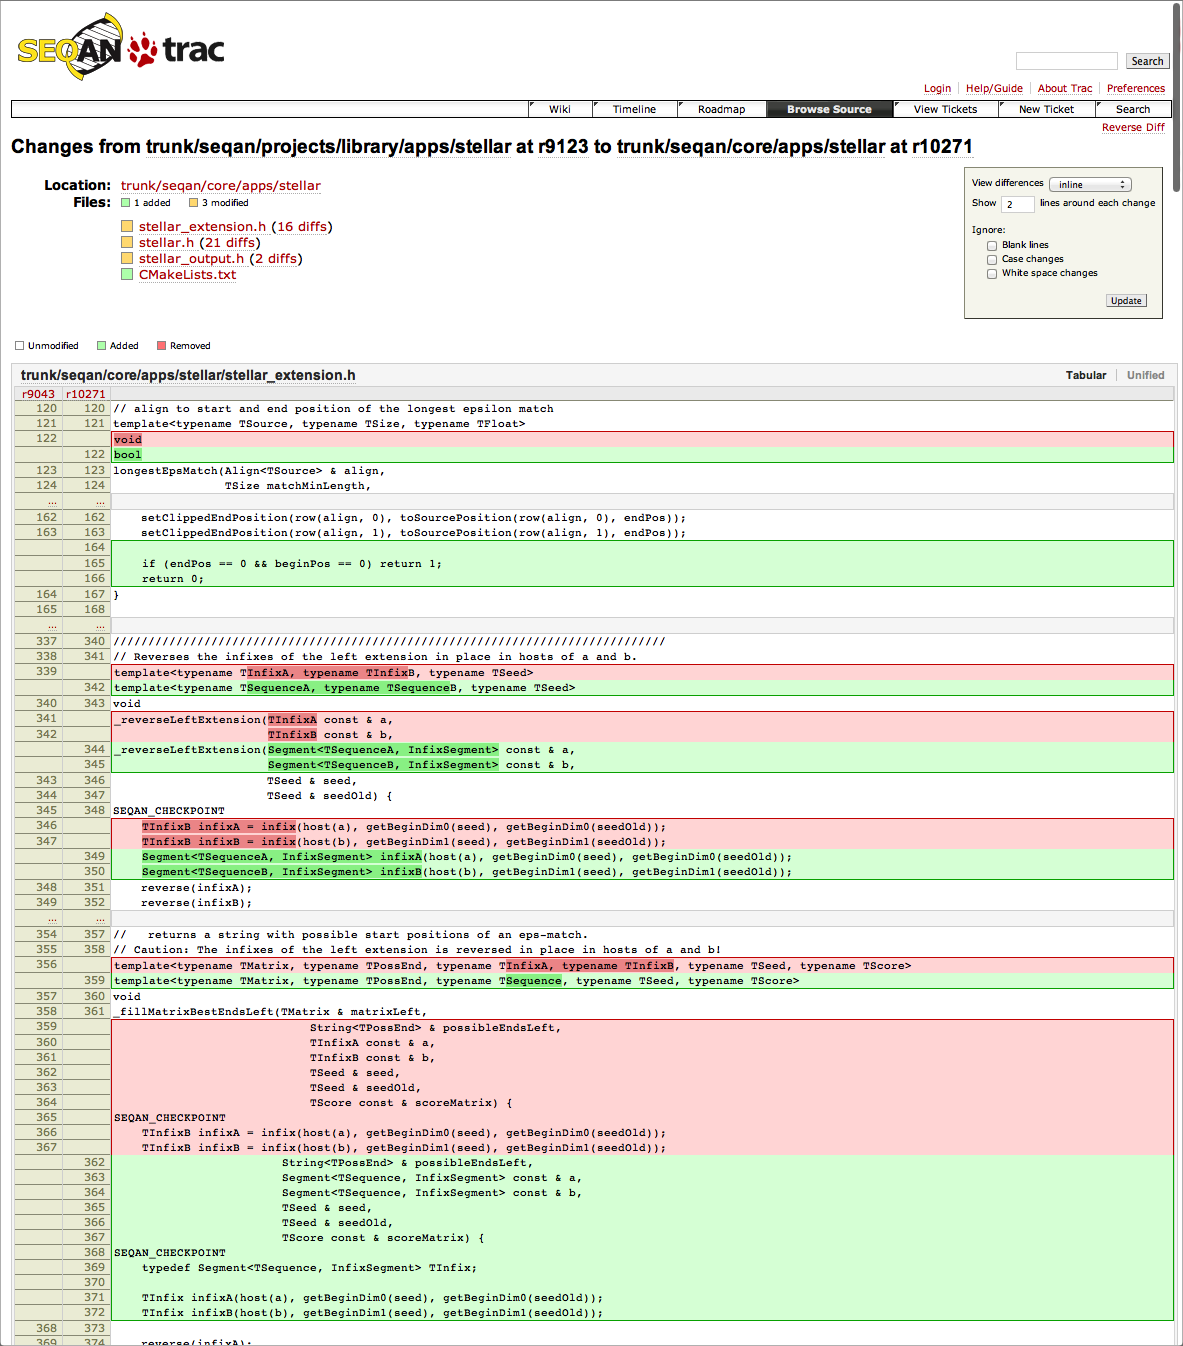 SEQAN trac
Search
Login Help/Guide About Trac Preferences
Wiki Timeline Roadmap Browse Source View Tickets New Ticket Search
Reverse Diff
Changes from trunk/seqan/projects/library/apps/stellar at r9123 to trunk/seqan/core/apps/stellar at r10271
Location: trunk/seqan/core/apps/stellar
Files: 1 added 3 modified
stellar_extension.h (16 diffs)
stellar.h (21 diffs)
stellar_output.h (2 diffs)
CMakeLists.txt
View differences inline
Show 2 lines around each change
Ignore:
Blank lines
Case changes
White space changes
Update
Unmodified Added Removed
trunk/seqan/core/apps/stellar/stellar_extension.h Tabular Unified
r9043 r10271
120 120 // align to start and end position of the longest epsilon match
121 121 template<typename TSource, typename TSize, typename TFloat>
122 void
122 bool
123 123 longestEpsMatch(Align<TSource> & align,
124 124 TSize matchMinLength,
... ...
162 162 setClippedEndPosition(row(align, 0), toSourcePosition(row(align, 0), endPos));
163 163 setClippedEndPosition(row(align, 1), toSourcePosition(row(align, 1), endPos));
164
165 if (endPos == 0 && beginPos == 0) return 1;
166 return 0;
164 167 }
165 168
... ...
337 340 ///////////////////////////////////////////////////////////////////////////////
338 341 // Reverses the infixes of the left extension in place in hosts of a and b.
339 template<typename TInfixA, typename TInfixB, typename TSeed>
342 template<typename TSequenceA, typename TSequenceB, typename TSeed>
340 343 void
341 _reverseLeftExtension(TInfixA const & a,
342 TInfixB const & b,
344 _reverseLeftExtension(Segment<TSequenceA, InfixSegment> const & a,
345 Segment<TSequenceB, InfixSegment> const & b,
343 346 TSeed & seed,
344 347 TSeed & seedOld) {
345 348 SEQAN_CHECKPOINT
346 TInfixB infixA = infix(host(a), getBeginDim0(seed), getBeginDim0(seedOld));
347 TInfixB infixB = infix(host(b), getBeginDim1(seed), getBeginDim1(seedOld));
349 Segment<TSequenceA, InfixSegment> infixA(host(a), getBeginDim0(seed), getBeginDim0(seedOld));
350 Segment<TSequenceB, InfixSegment> infixB(host(b), getBeginDim1(seed), getBeginDim1(seedOld));
348 351 reverse(infixA);
349 352 reverse(infixB);
... ...
354 357 // returns a string with possible start positions of an eps-match.
355 358 // Caution: The infixes of the left extension is reversed in place in hosts of a and b!
356 template<typename TMatrix, typename TPossEnd, typename TInfixA, typename TInfixB, typename TSeed, typename TScore>
359 template<typename TMatrix, typename TPossEnd, typename TSequence, typename TSeed, typename TScore>
357 360 void
358 361 _fillMatrixBestEndsLeft(TMatrix & matrixLeft,
359 String<TPossEnd> & possibleEndsLeft,
360 TInfixA const & a,
361 TInfixB const & b,
362 TSeed & seed,
363 TSeed & seedOld,
364 TScore const & scoreMatrix) {
365 SEQAN_CHECKPOINT
366 TInfixB infixA = infix(host(a), getBeginDim0(seed), getBeginDim0(seedOld));
367 TInfixB infixB = infix(host(b), getBeginDim1(seed), getBeginDim1(seedOld));
362 String<TPossEnd> & possibleEndsLeft,
363 Segment<TSequence, InfixSegment> const & a,
364 Segment<TSequence, InfixSegment> const & b,
365 TSeed & seed,
366 TSeed & seedOld,
367 TScore const & scoreMatrix) {
368 SEQAN_CHECKPOINT
369 typedef Segment<TSequence, InfixSegment> TInfix;
370
371 TInfix infixA(host(a), getBeginDim0(seed), getBeginDim0(seedOld));
372 TInfix infixB(host(b), getBeginDim1(seed), getBeginDim1(seedOld));
368 373
369 374 reverse(infixA);